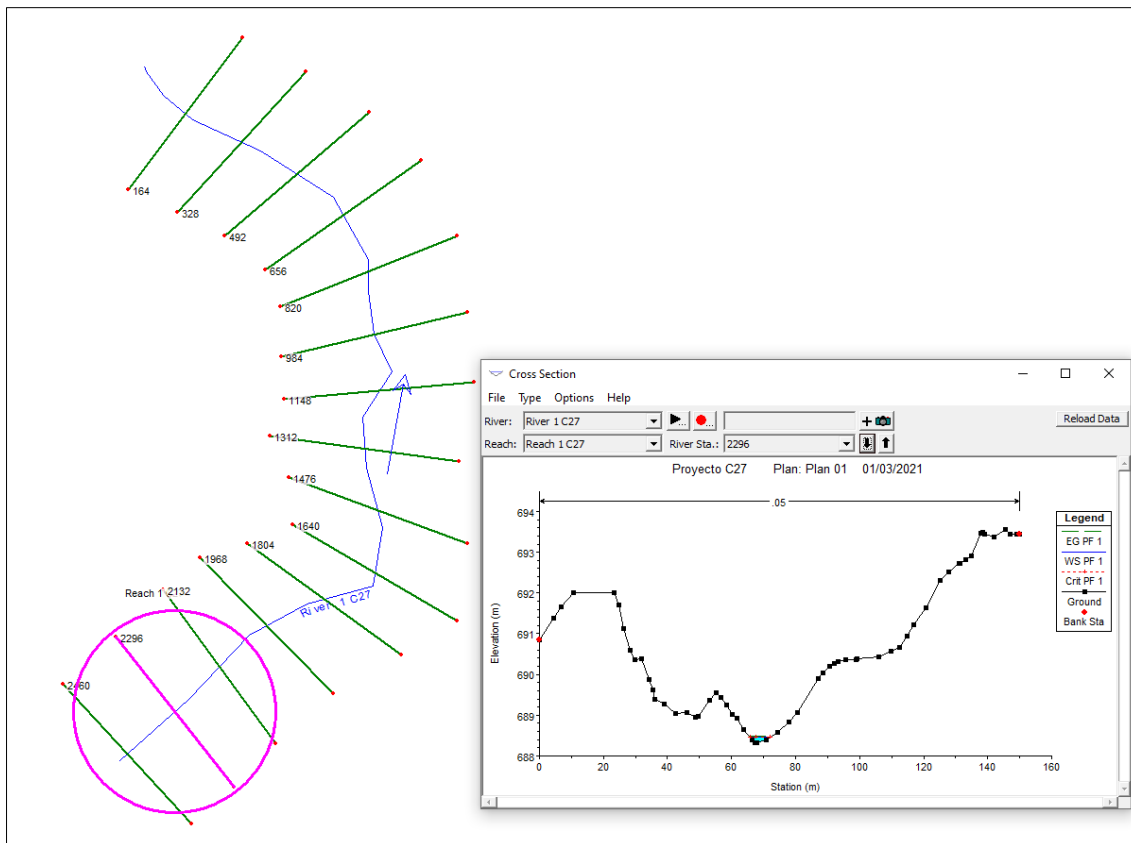 164
328
492
656
820
984
1148
1312
1476
1640
1804
1968
Reach 1
2132
River 1 C27
2296
2460
Cross Section
File Type Options Help
River: River 1 C27
Reload Data
Reach: Reach 1 C27 River Sta.: 2296
Proyecto C27 Plan: Plan 01 01/03/2021
.05
694
693
692
691
690
689
688
Elevation (m)
0 20 40 60 80 100 120 140 160
Station (m)
Legend
EG PF 1
WS PF 1
Crit PF 1
Ground
Bank Sta